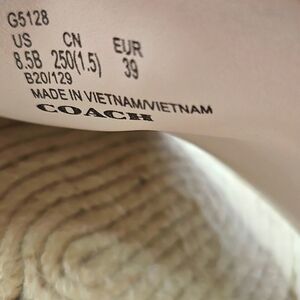 G5128
US CN EUR
8.5B 250(1.5) 39
B20/129
MADE IN VIETNAM/VIETNAM
COACH